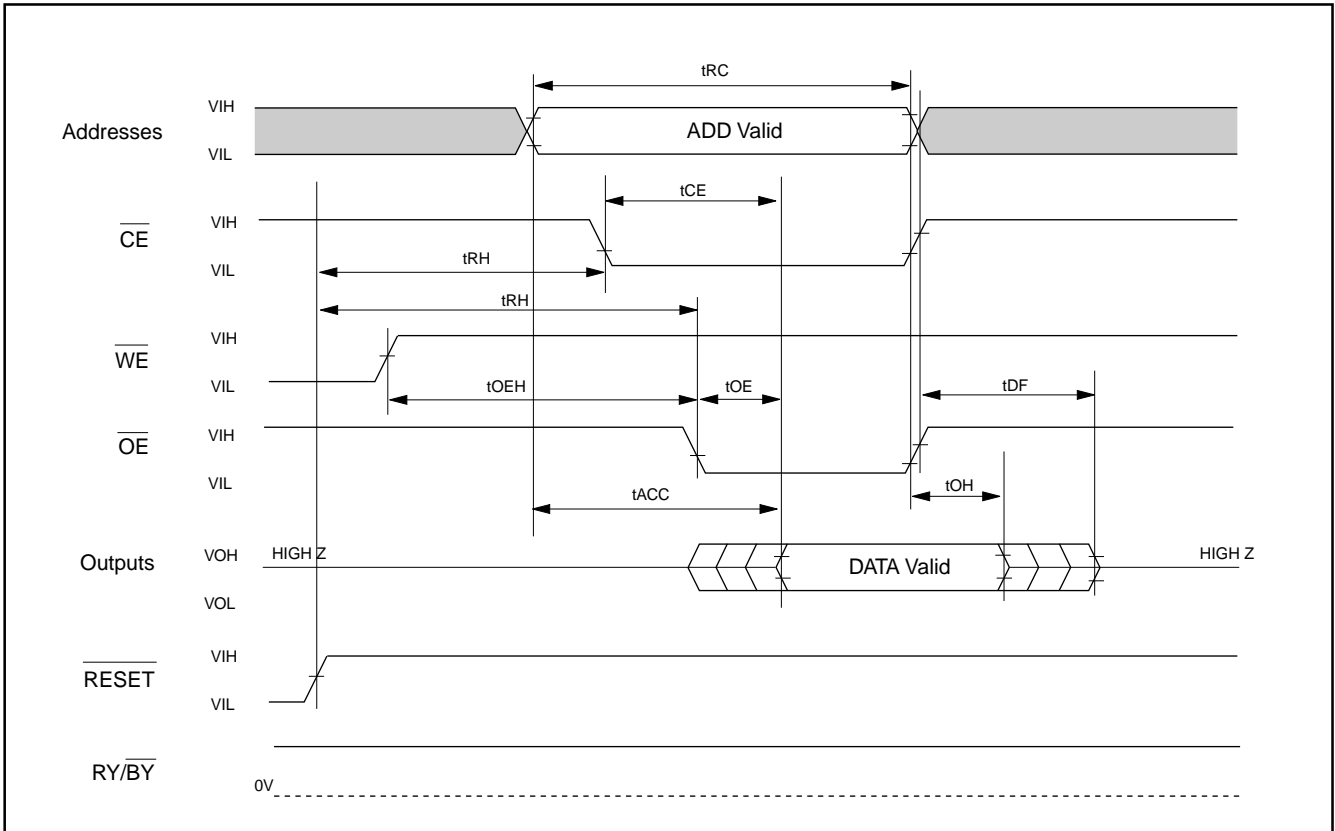 tRC
VIH
Addresses
ADD Valid
VIL
tCE
VIH
CE
tRH
VIL
tRH
VIH
WE
VIL
tOEH
tOE
tDF
VIH
OE
VIL
tACC
tOH
Outputs
VOH
HIGH Z
DATA Valid
HIGH Z
VOL
VIH
RESET
VIL
RY/BY
0V